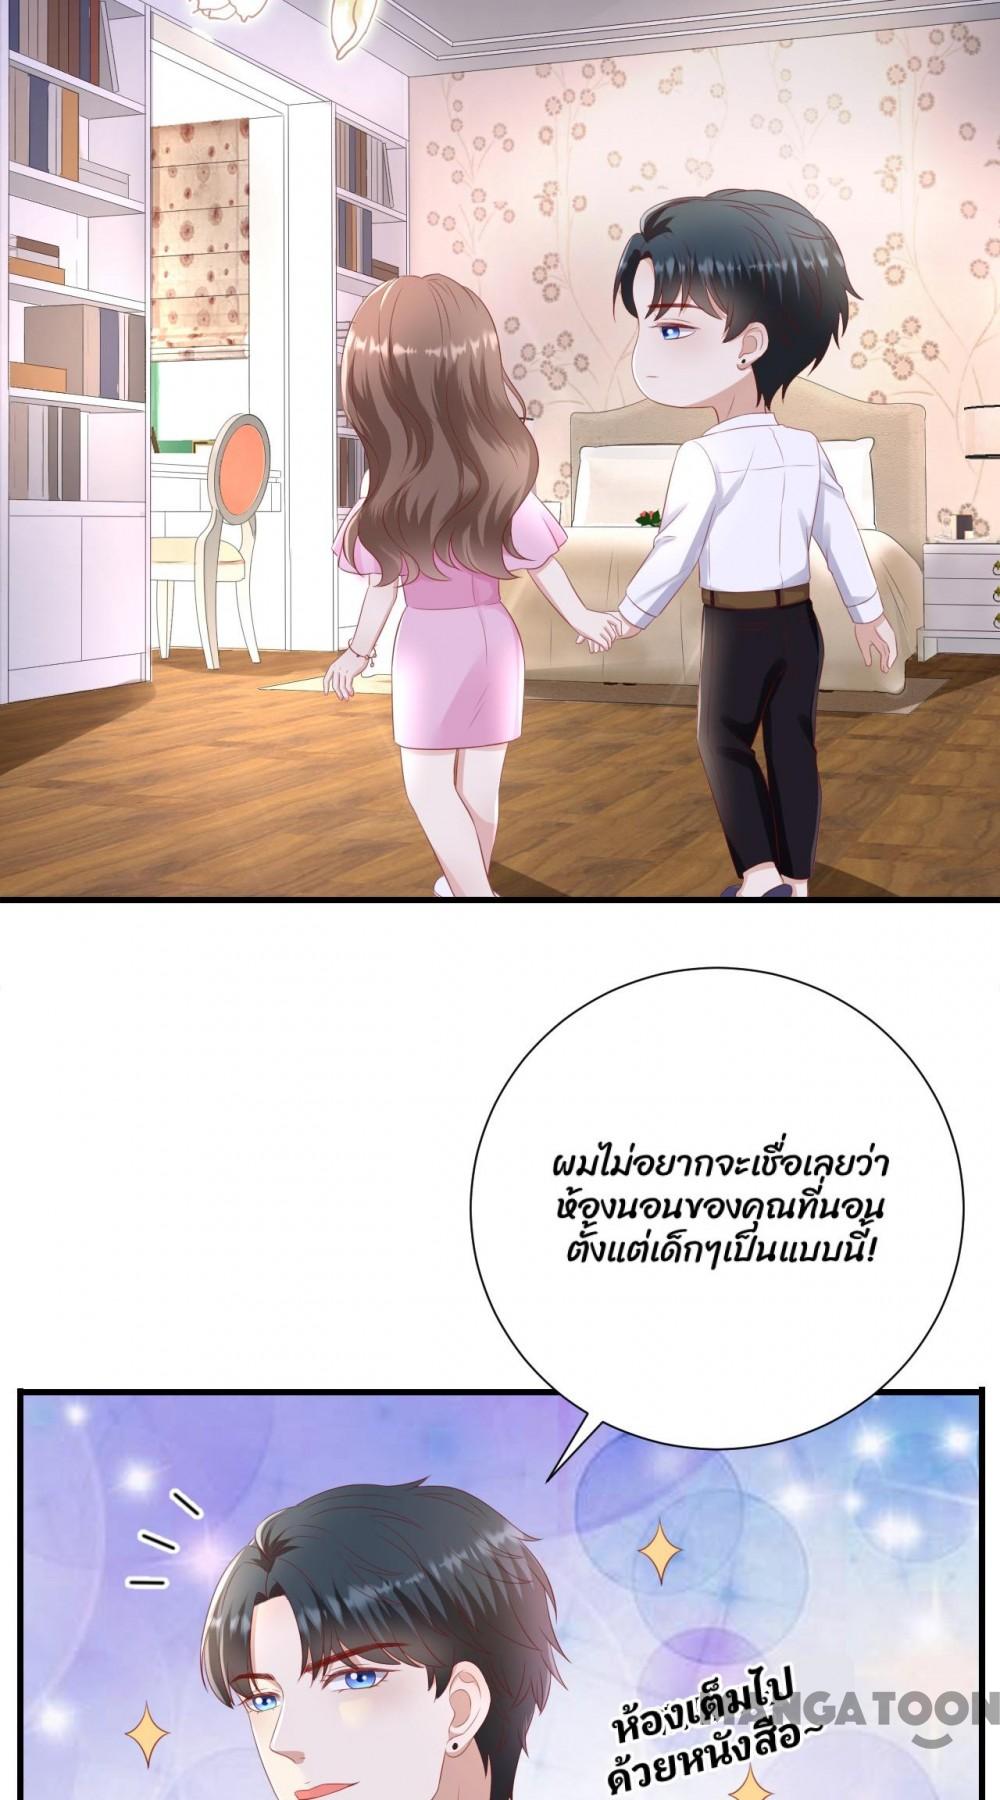 ผมไม่อยากจะเชื่อเลยว่า
ห้องนอนของคุณที่นอน
ตั้งแต่เด็กๆเป็นแบบนี้!
ห้องเต็มไป
ด้วยหนังสือ~
MANGATOON